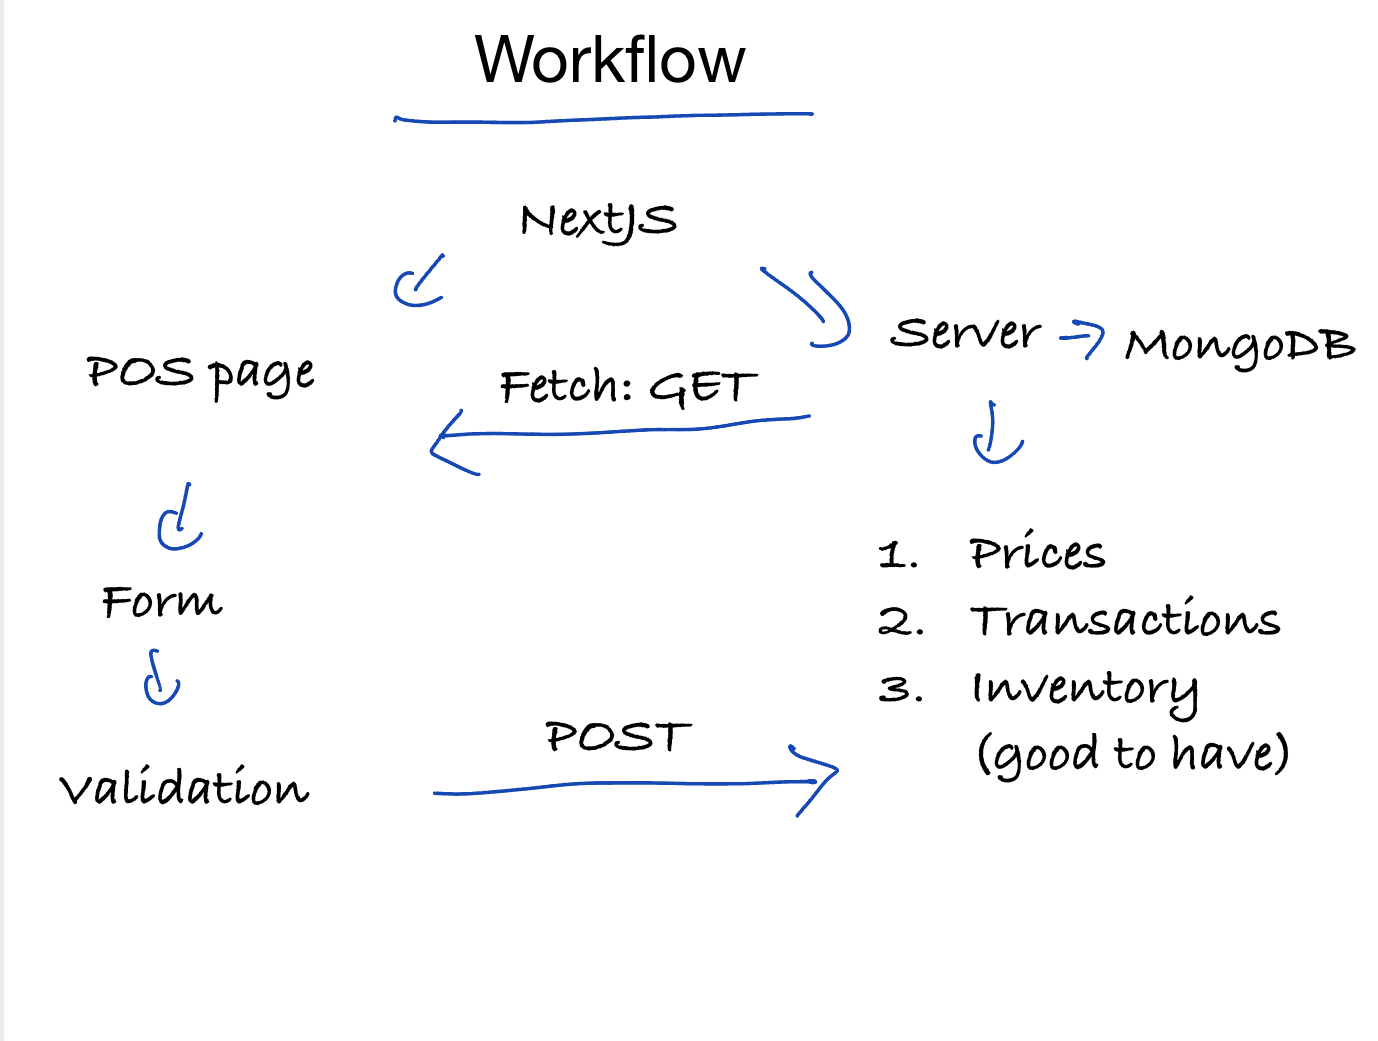 Workflow
NextJS
Server
MongoDB
POS page
Fetch: GET
Form
Validation
POST
1. Prices
2. Transactions
3. Inventory
(good to have)